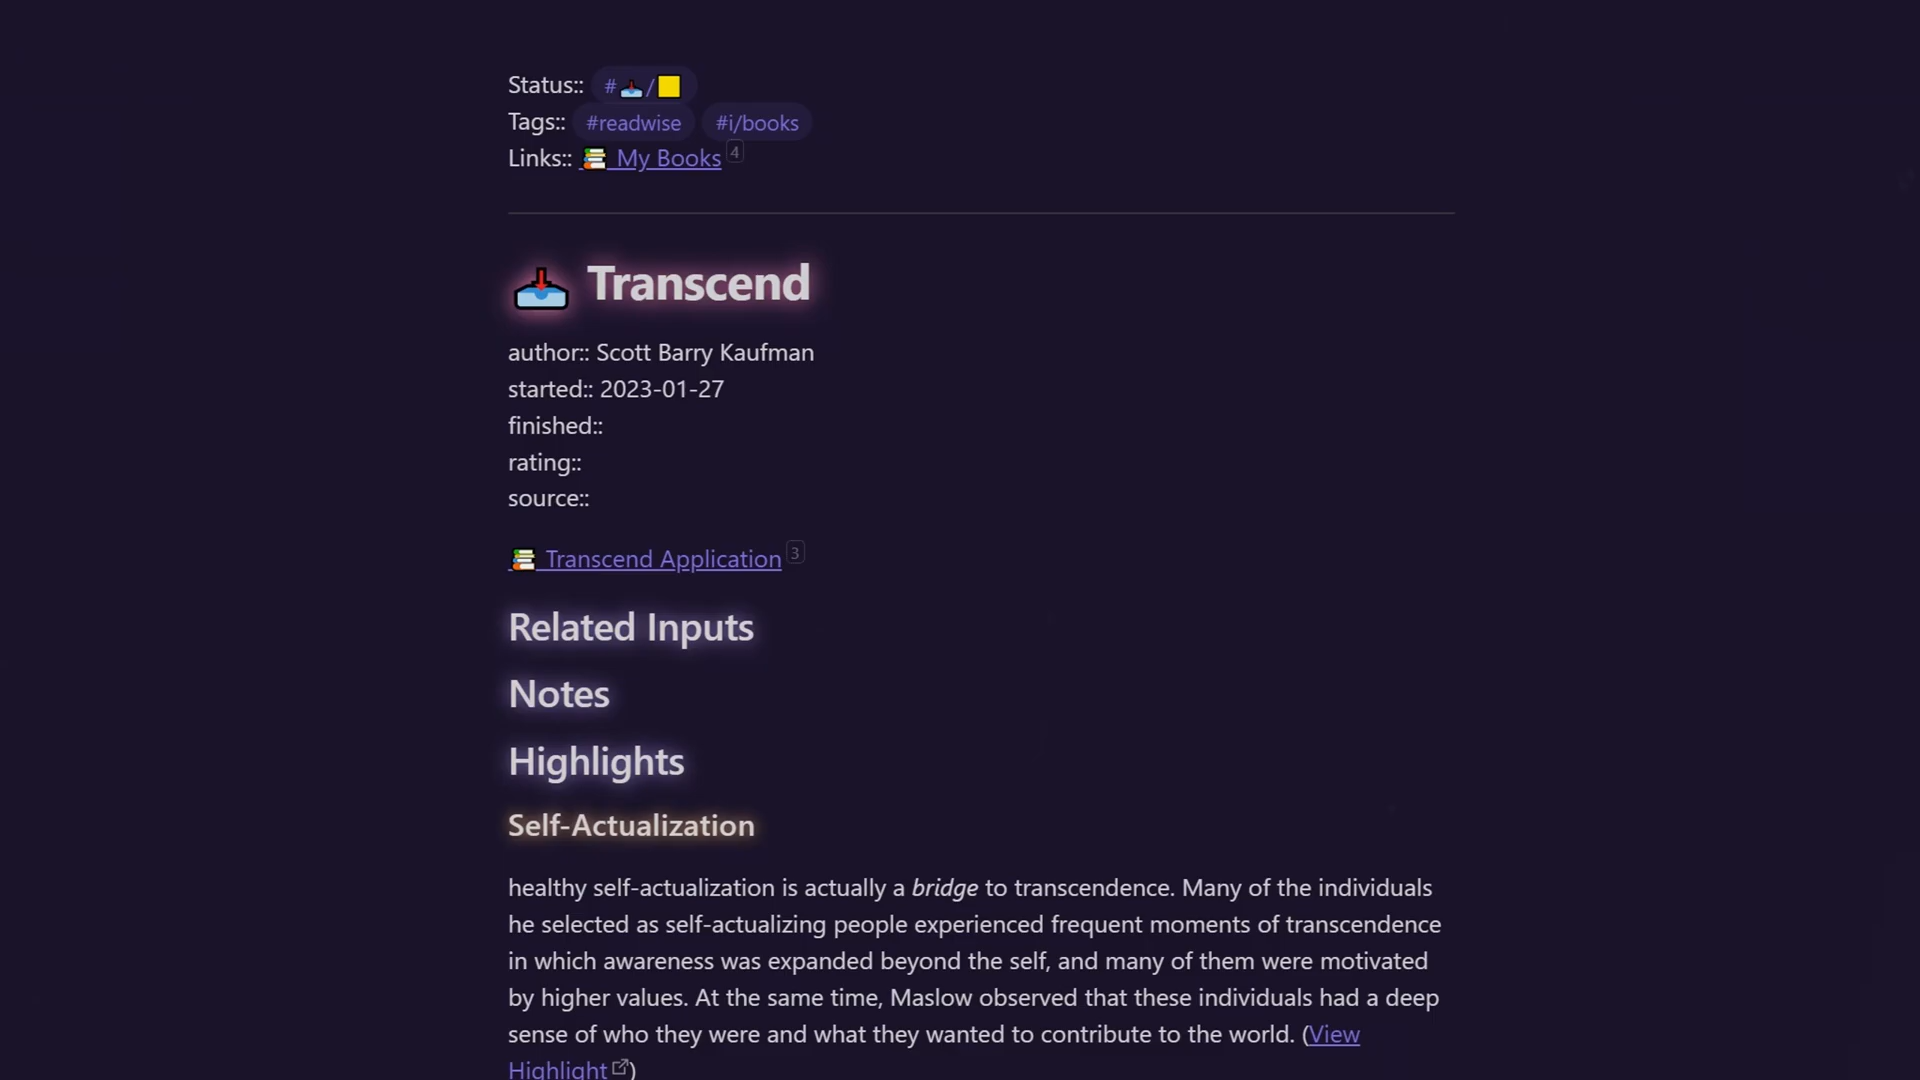 Status:: #📥/🟨
Tags:: #readwise #i/books
Links:: 📚 My Books 4
📥 Transcend
author:: Scott Barry Kaufman
started:: 2023-01-27
finished::
rating::
source::
📚 Transcend Application 3
Related Inputs
Notes
Highlights
Self-Actualization
healthy self-actualization is actually a bridge to transcendence. Many of the individuals
he selected as self-actualizing people experienced frequent moments of transcendence
in which awareness was expanded beyond the self, and many of them were motivated
by higher values. At the same time, Maslow observed that these individuals had a deep
sense of who they were and what they wanted to contribute to the world. (View
Highlight)